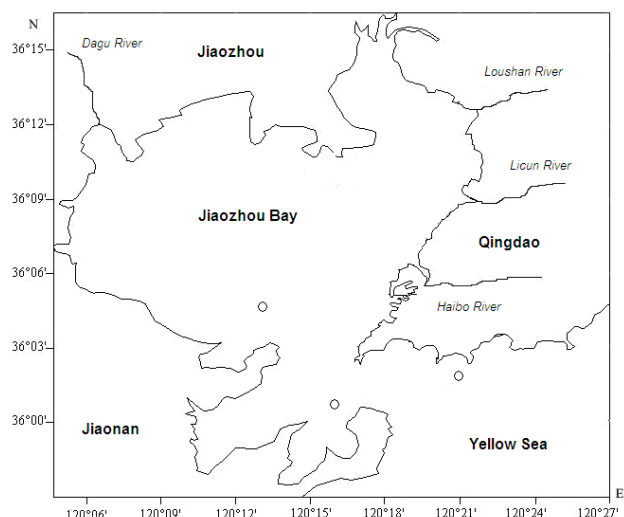 N
36°15'
Dagu River
Jiaozhou
Loushan River
36°12'
Licun River
36°09'
Jiaozhou Bay
Qingdao
36°06'
Haibo River
36°03'
36°00'
Jiaonan
Yellow Sea
E
120°06' 120°09' 120°12' 120°15' 120°18' 120°21' 120°24' 120°27'